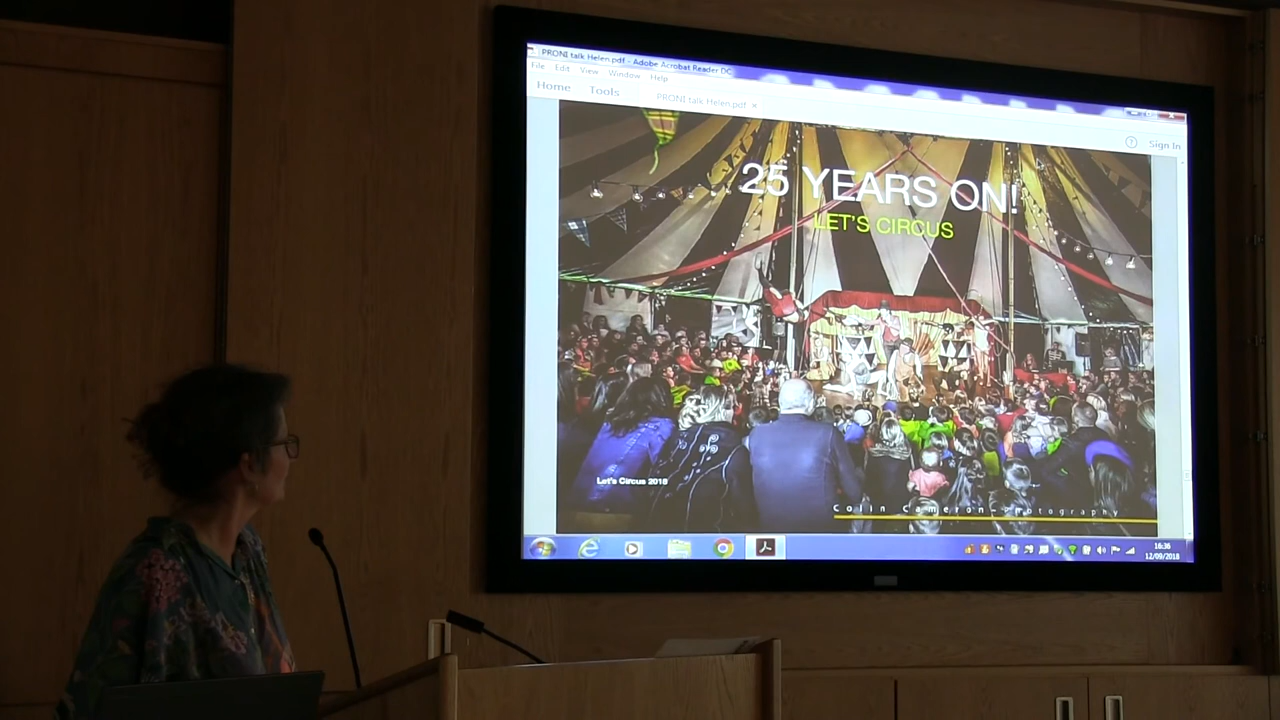 PRONI talk Helen.pdf - Adobe Acrobat Reader DC
File Edit View Window Help
Home Tools PRONI talk Helen.pdf ×
? Sign In
25 YEARS ON!
LET'S CIRCUS
Let's Circus 2018
Colin Cameron Photography
16:36
12/09/2018